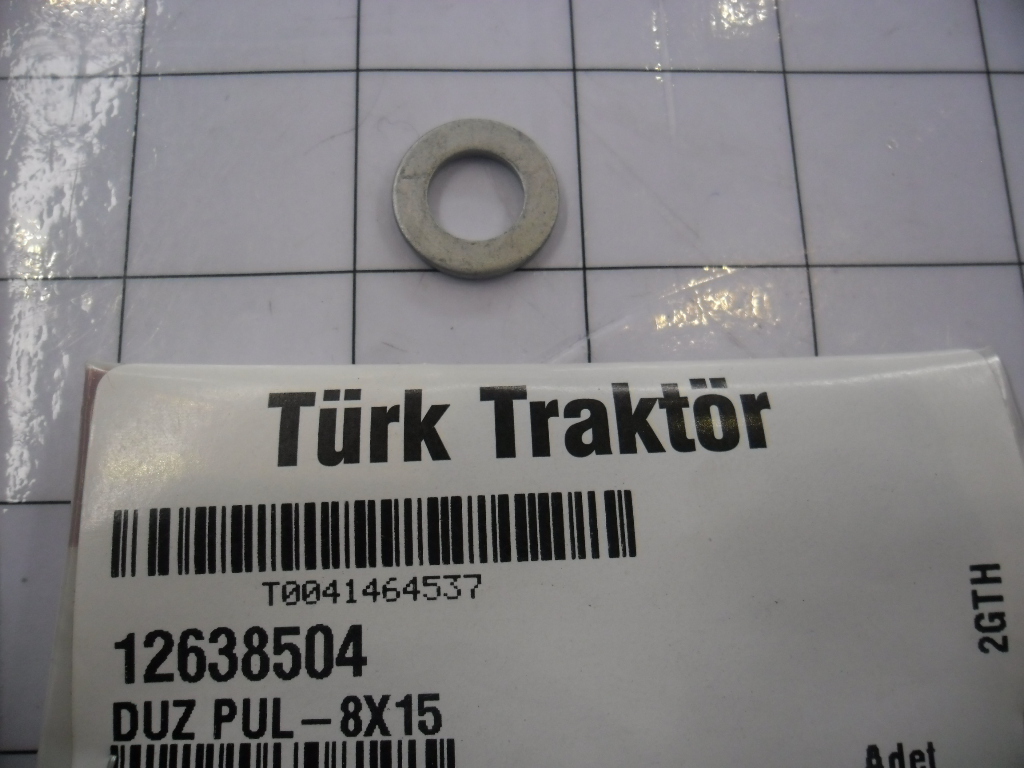 Türk Traktör
T0041464537
12638504
DUZ PUL – 8X15
Adet
2GTH